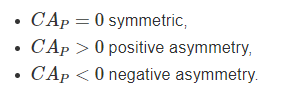 • CA_P = 0 symmetric,
• CA_P > 0 positive asymmetry,
• CA_P < 0 negative asymmetry.